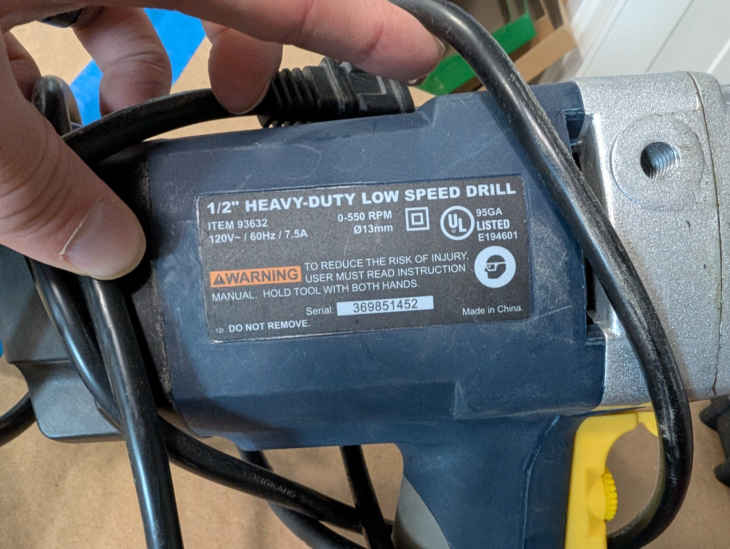 1/2" HEAVY-DUTY LOW SPEED DRILL
ITEM 93632
120V~ / 60Hz / 7.5A
0-550 RPM
Ø13mm
UL
95GA
LISTED
E194601
WARNING
TO REDUCE THE RISK OF INJURY,
USER MUST READ INSTRUCTION
MANUAL. HOLD TOOL WITH BOTH HANDS.
Serial: 369851452
Made in China.
DO NOT REMOVE.